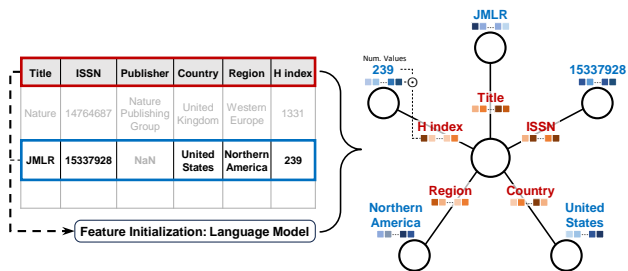 Title ISSN Publisher Country Region H index
Nature 14764687 Nature Publishing Group United Kingdom Western Europe 1331
JMLR 15337928 NaN United States Northern America 239
Feature Initialization: Language Model
JMLR
Num. Values
239
15337928
Title
H index
ISSN
Region
Country
Northern
America
United
States